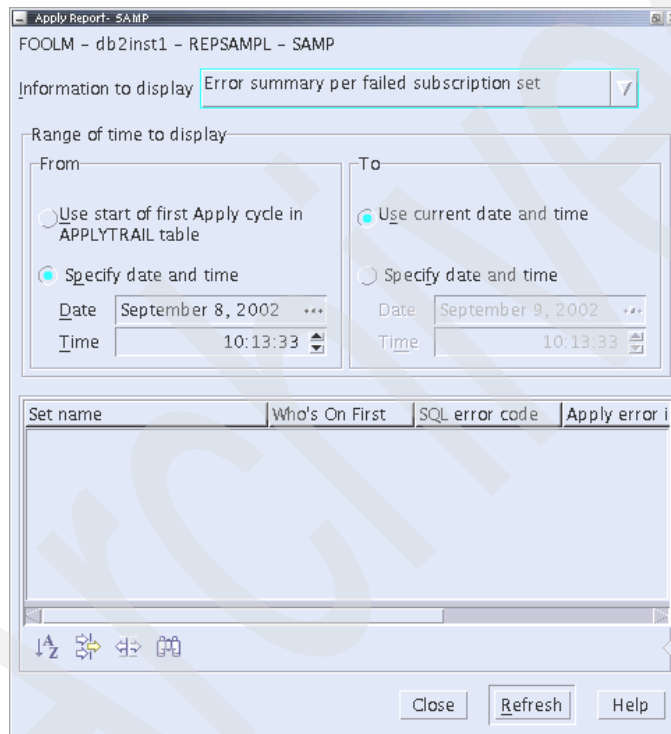 Apply Report- SAMP
FOOLM – db2inst1 – REPSAMPL – SAMP
Information to display Error summary per failed subscription set
Range of time to display
From
Use start of first Apply cycle in
APPLYTRAIL table
Specify date and time
Date September 8, 2002 ...
Time 10:13:33
To
Use current date and time
Specify date and time
Date September 9, 2002 ...
Time 10:13:33
Set name Who's On First SQL error code Apply error i
Close Refresh Help